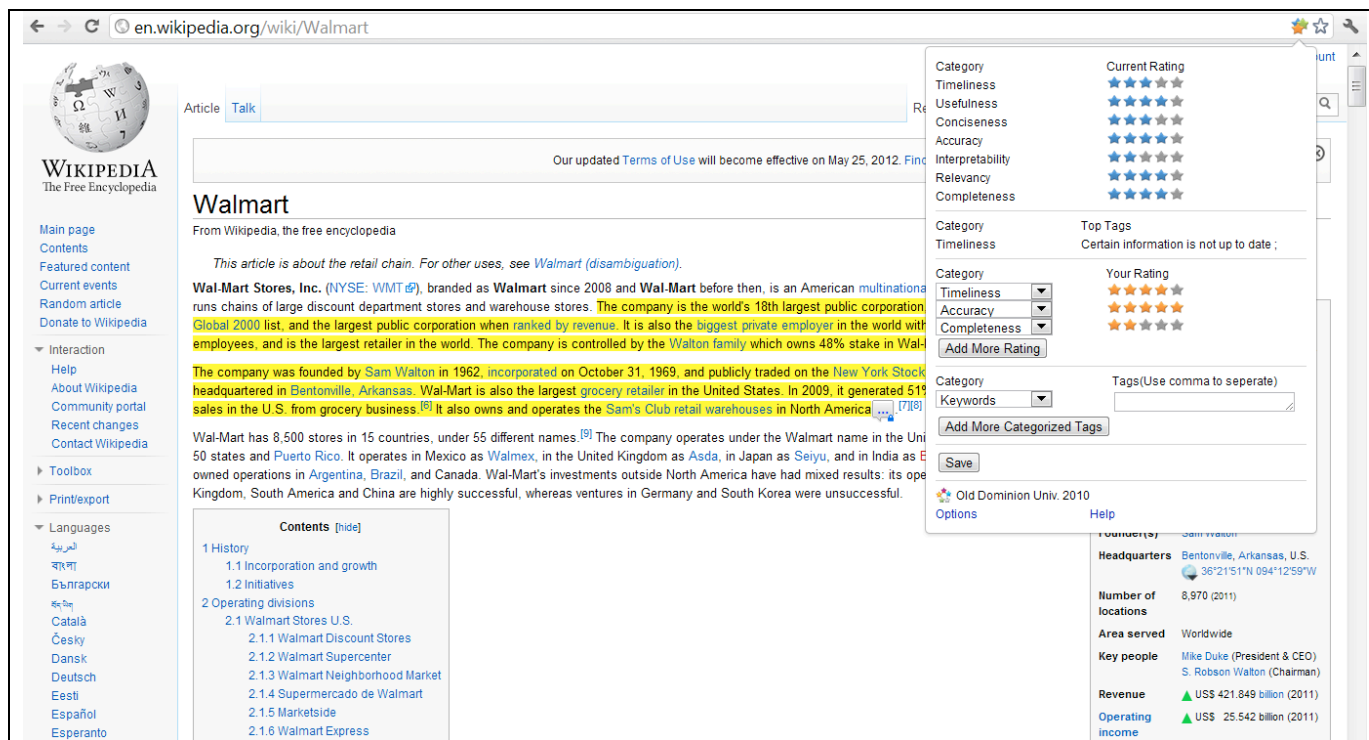 en.wikipedia.org/wiki/Walmart
WIKIPEDIA
The Free Encyclopedia
Main page
Contents
Featured content
Current events
Random article
Donate to Wikipedia
Interaction
Help
About Wikipedia
Community portal
Recent changes
Contact Wikipedia
Toolbox
Print/export
Languages
العربية
বাংলা
Български
Català
Česky
Dansk
Deutsch
Eesti
Español
Esperanto
Article Talk
Re
Our updated Terms of Use will become effective on May 25, 2012. Find
Walmart
From Wikipedia, the free encyclopedia
This article is about the retail chain. For other uses, see Walmart (disambiguation).
Wal-Mart Stores, Inc. (NYSE: WMT), branded as Walmart since 2008 and Wal-Mart before then, is an American multinationa
runs chains of large discount department stores and warehouse stores. The company is the world's 18th largest public corporation,
Global 2000 list, and the largest public corporation when ranked by revenue. It is also the biggest private employer in the world with
employees, and is the largest retailer in the world. The company is controlled by the Walton family which owns 48% stake in Wal-
The company was founded by Sam Walton in 1962, incorporated on October 31, 1969, and publicly traded on the New York Stock
headquartered in Bentonville, Arkansas. Wal-Mart is also the largest grocery retailer in the United States. In 2009, it generated 51%
sales in the U.S. from grocery business.[6] It also owns and operates the Sam's Club retail warehouses in North America ... .[7][8]
Wal-Mart has 8,500 stores in 15 countries, under 55 different names.[9] The company operates under the Walmart name in the Uni
50 states and Puerto Rico. It operates in Mexico as Walmex, in the United Kingdom as Asda, in Japan as Seiyu, and in India as B
owned operations in Argentina, Brazil, and Canada. Wal-Mart's investments outside North America have had mixed results: its ope
Kingdom, South America and China are highly successful, whereas ventures in Germany and South Korea were unsuccessful.
Contents [hide]
1 History
1.1 Incorporation and growth
1.2 Initiatives
2 Operating divisions
2.1 Walmart Stores U.S.
2.1.1 Walmart Discount Stores
2.1.2 Walmart Supercenter
2.1.3 Walmart Neighborhood Market
2.1.4 Supermercado de Walmart
2.1.5 Marketside
2.1.6 Walmart Express
ount
Category Current Rating
Timeliness
Usefulness
Conciseness
Accuracy
Interpretability
Relevancy
Completeness
Category Top Tags
Timeliness Certain information is not up to date ;
Category Your Rating
Timeliness
Accuracy
Completeness
Add More Rating
Category Tags(Use comma to seperate)
Keywords
Add More Categorized Tags
Save
Old Dominion Univ. 2010
Options Help
Founder(s) Sam Walton
Headquarters Bentonville, Arkansas, U.S.
36°21′51″N 094°12′59″W
Number of locations 8,970 (2011)
Area served Worldwide
Key people Mike Duke (President & CEO)
S. Robson Walton (Chairman)
Revenue US$ 421.849 billion (2011)
Operating income US$ 25.542 billion (2011)